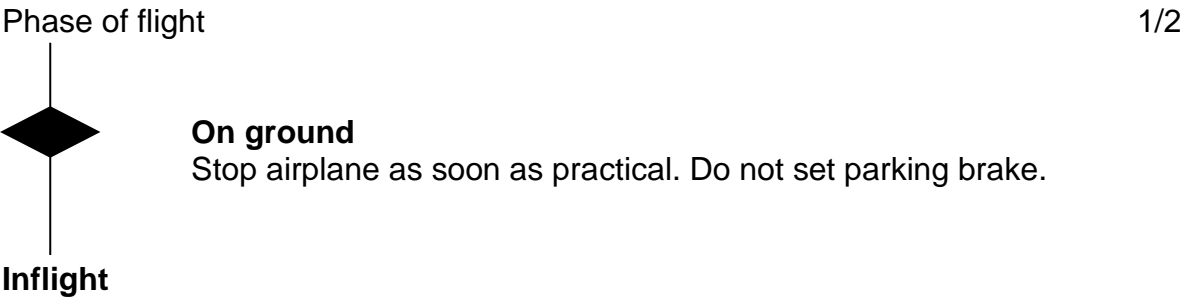 Phase of flight 1/2
On ground
Stop airplane as soon as practical. Do not set parking brake.
Inflight